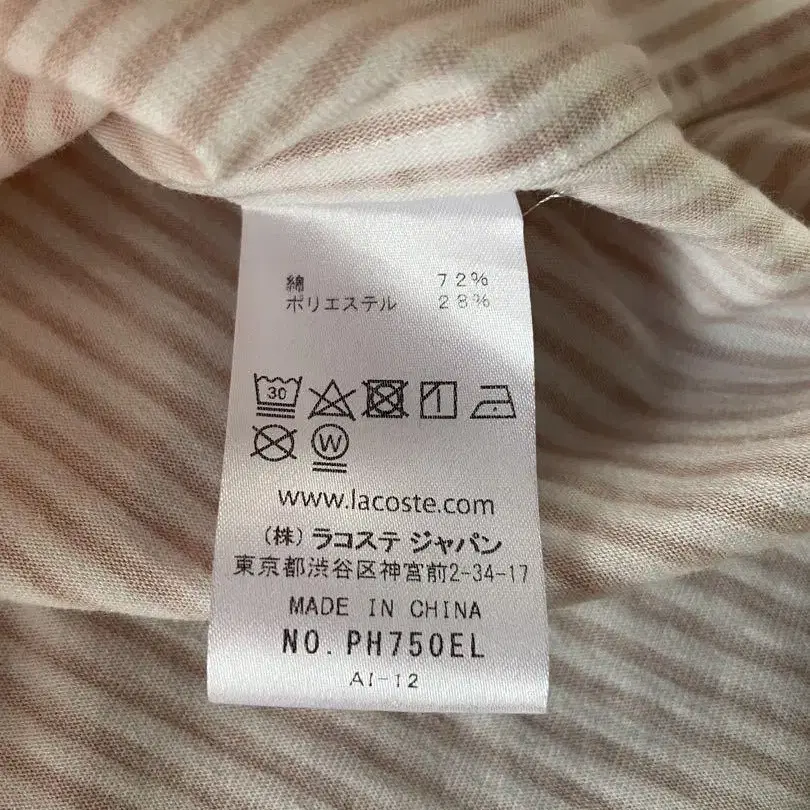 綿 72%
ポリエステル 28%
30
W
www.lacoste.com
(株) ラコステ ジャパン
東京都渋谷区神宮前2-34-17
MADE IN CHINA
NO. PH750EL
AI-12